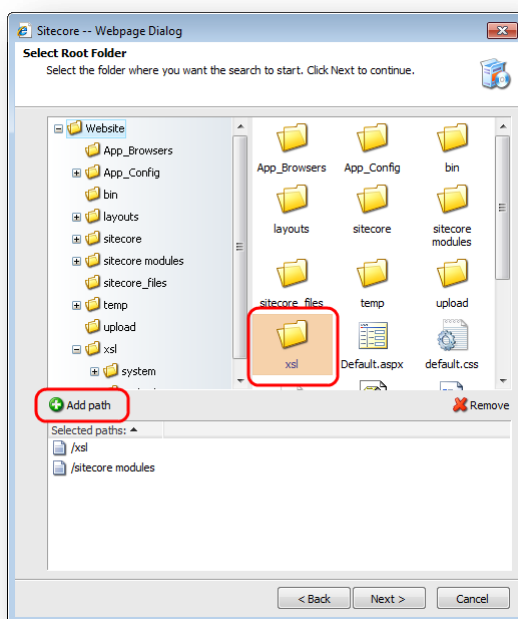 Sitecore -- Webpage Dialog
Select Root Folder
Select the folder where you want the search to start. Click Next to continue.
Website
App_Browsers
App_Config
bin
layouts
sitecore
sitecore modules
sitecore_files
temp
upload
xsl
system
App_Browsers
App_Config
bin
layouts
sitecore
sitecore
modules
sitecore_files
temp
upload
xsl
Default.aspx
default.css
Add path
Remove
Selected paths:
/xsl
/sitecore modules
< Back
Next >
Cancel